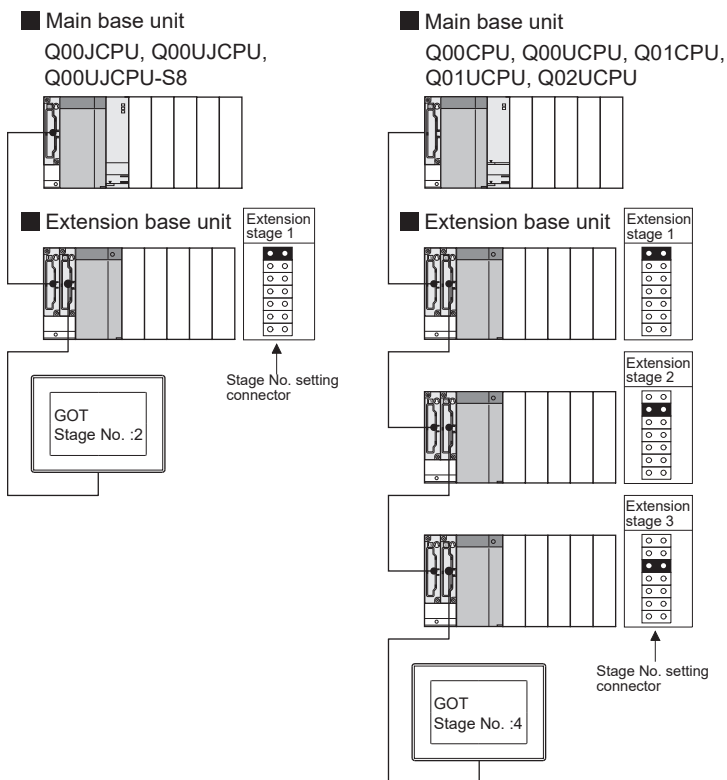 Main base unit
Q00JCPU, Q00UJCPU,
Q00UJCPU-S8
Extension base unit
Extension
stage 1
Stage No. setting
connector
GOT
Stage No. :2
Main base unit
Q00CPU, Q00UCPU, Q01CPU,
Q01UCPU, Q02UCPU
Extension base unit
Extension
stage 1
Extension
stage 2
Extension
stage 3
Stage No. setting
connector
GOT
Stage No. :4